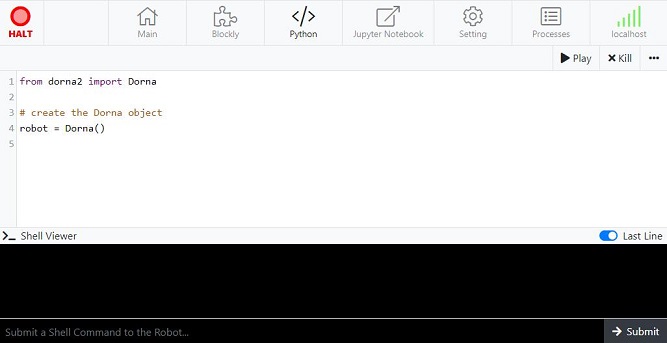 HALT
Main
Blockly
</> Python
Jupyter Notebook
Setting
Processes
localhost
Play
Kill
1 from dorna2 import Dorna
2
3 # create the Dorna object
4 robot = Dorna()
5
Shell Viewer
Last Line
Submit a Shell Command to the Robot...
Submit